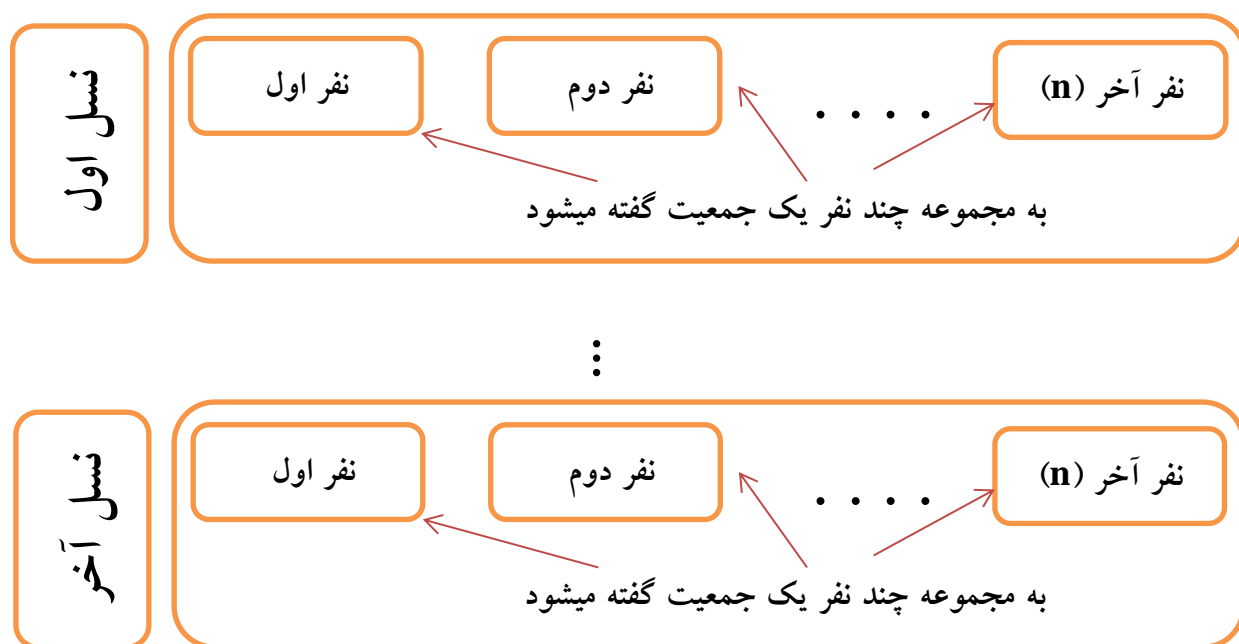 نسل اول
نفر اول
نفر دوم
. . . .
نفر آخر (n)
به مجموعه چند نفر یک جمعیت گفته میشود
...
نسل آخر
نفر اول
نفر دوم
. . . .
نفر آخر (n)
به مجموعه چند نفر یک جمعیت گفته میشود